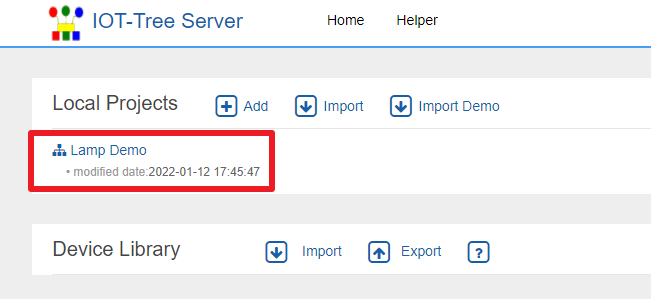 IOT-Tree Server Home Helper
Local Projects Add Import Import Demo
Lamp Demo
• modified date:2022-01-12 17:45:47
Device Library Import Export ?